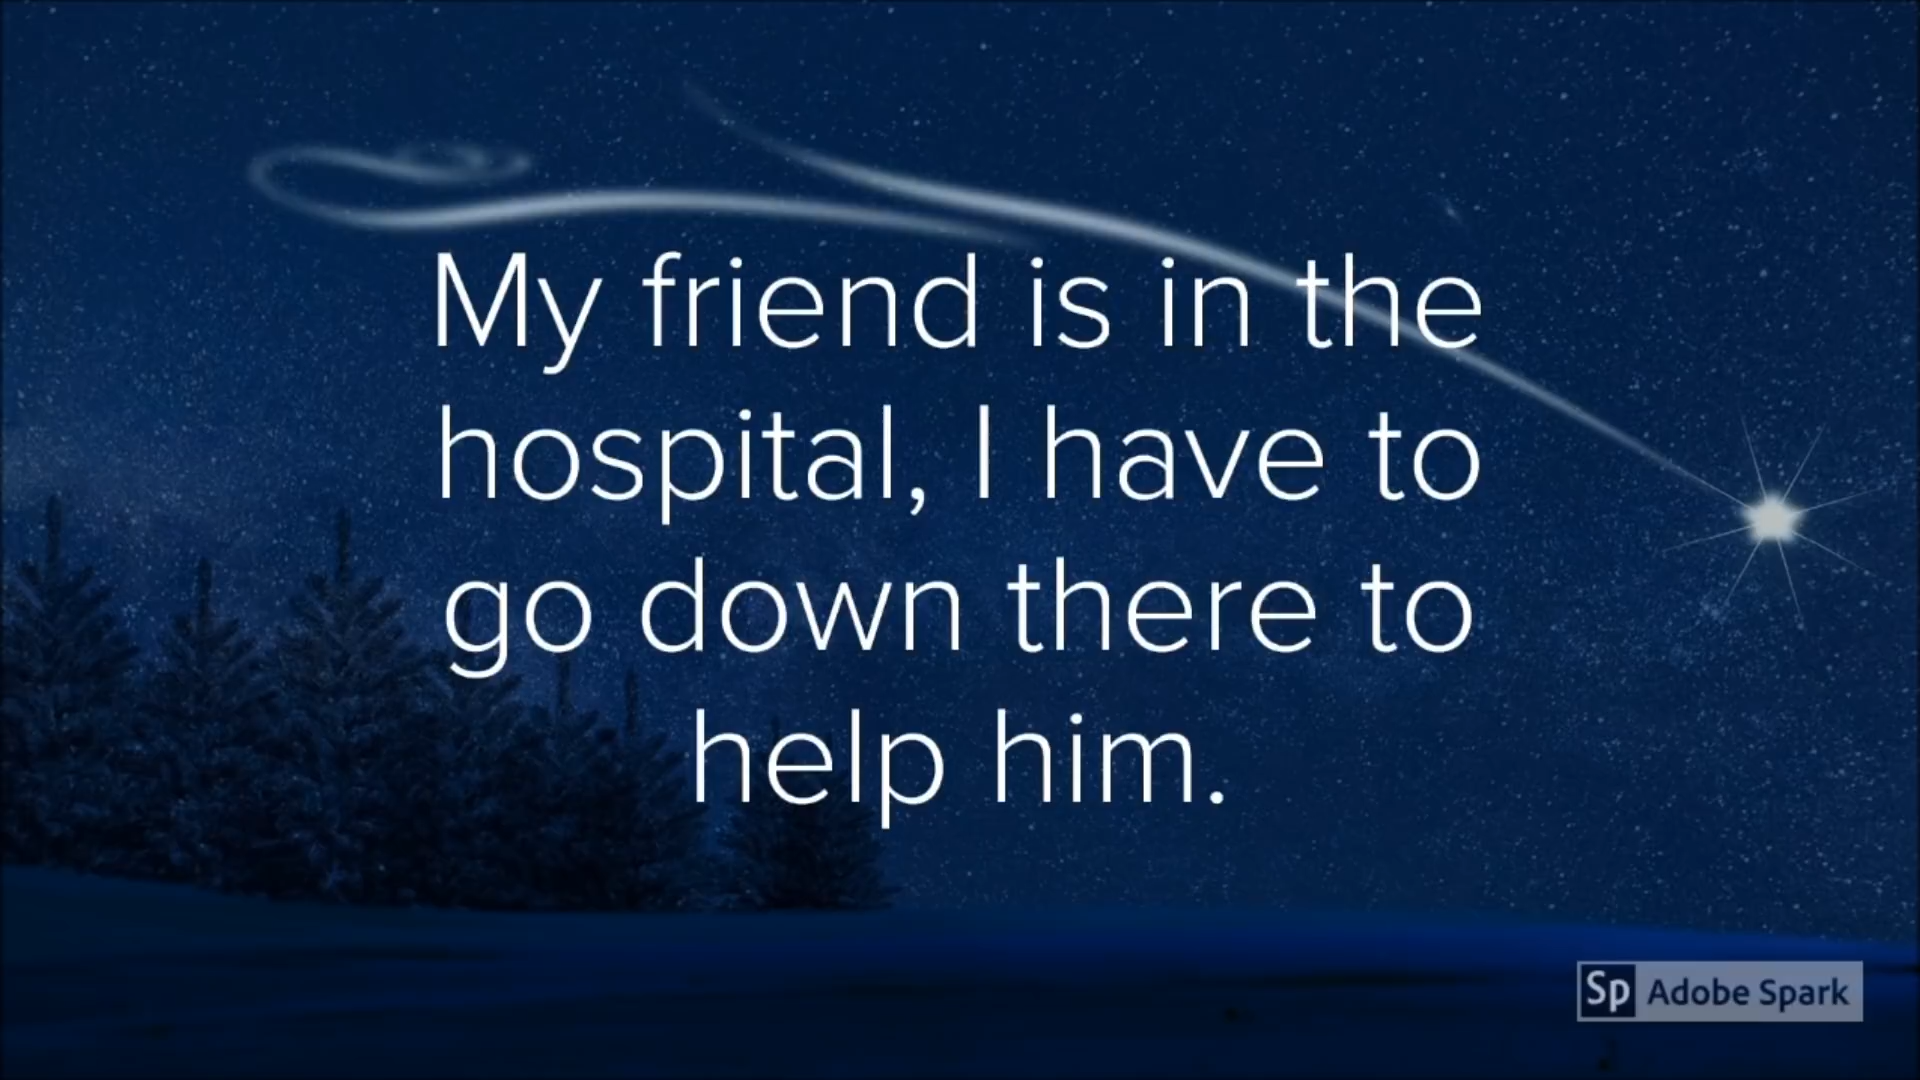 My friend is in the
hospital, I have to
go down there to
help him.
Sp Adobe Spark